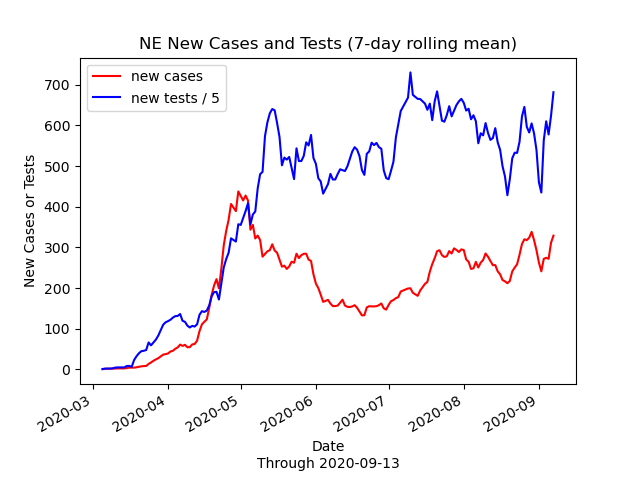 NE New Cases and Tests (7-day rolling mean)
new cases
new tests / 5
New Cases or Tests
700
600
500
400
300
200
100
0
2020-03
2020-04
2020-05
2020-06
2020-07
2020-08
2020-09
Date
Through 2020-09-13